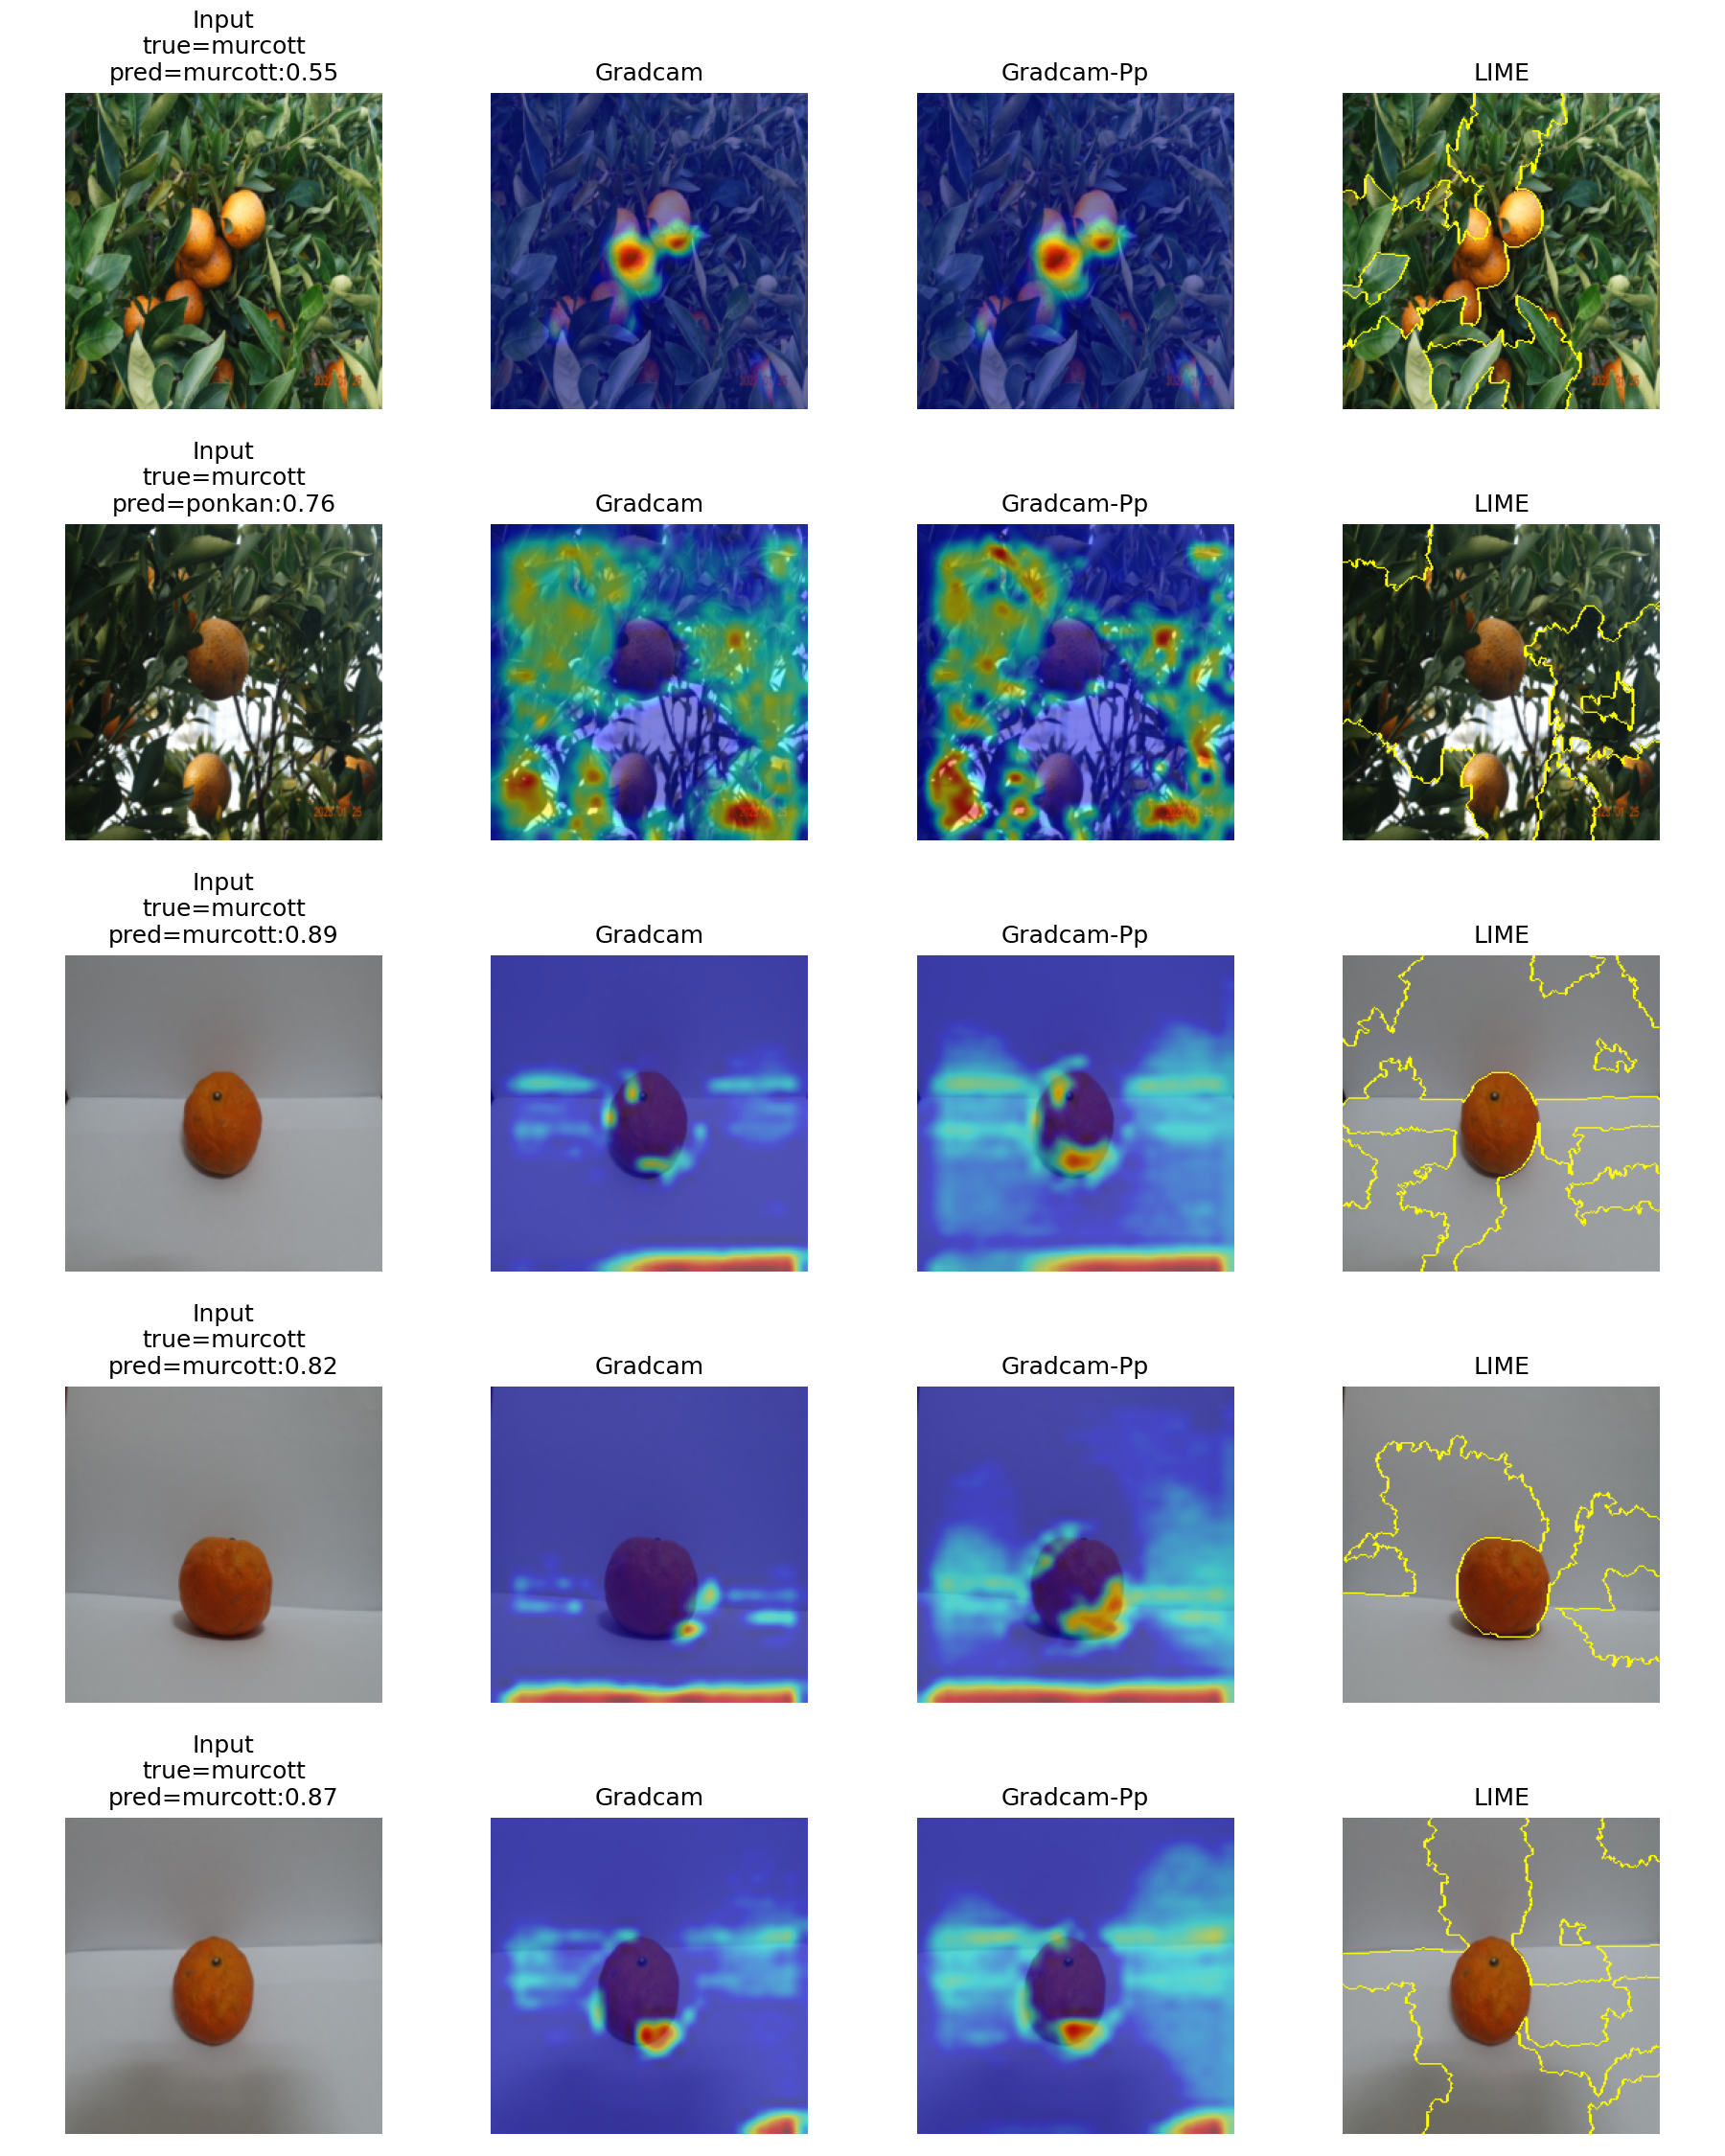 Input
true=murcott
pred=murcott:0.55
Gradcam
Gradcam-Pp
LIME
Input
true=murcott
pred=ponkan:0.76
Gradcam
Gradcam-Pp
LIME
Input
true=murcott
pred=murcott:0.89
Gradcam
Gradcam-Pp
LIME
Input
true=murcott
pred=murcott:0.82
Gradcam
Gradcam-Pp
LIME
Input
true=murcott
pred=murcott:0.87
Gradcam
Gradcam-Pp
LIME